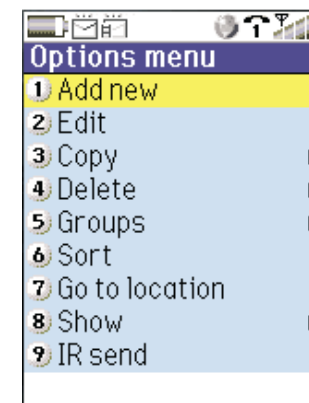 Options menu
1 Add new
2 Edit
3 Copy
4 Delete
5 Groups
6 Sort
7 Go to location
8 Show
9 IR send